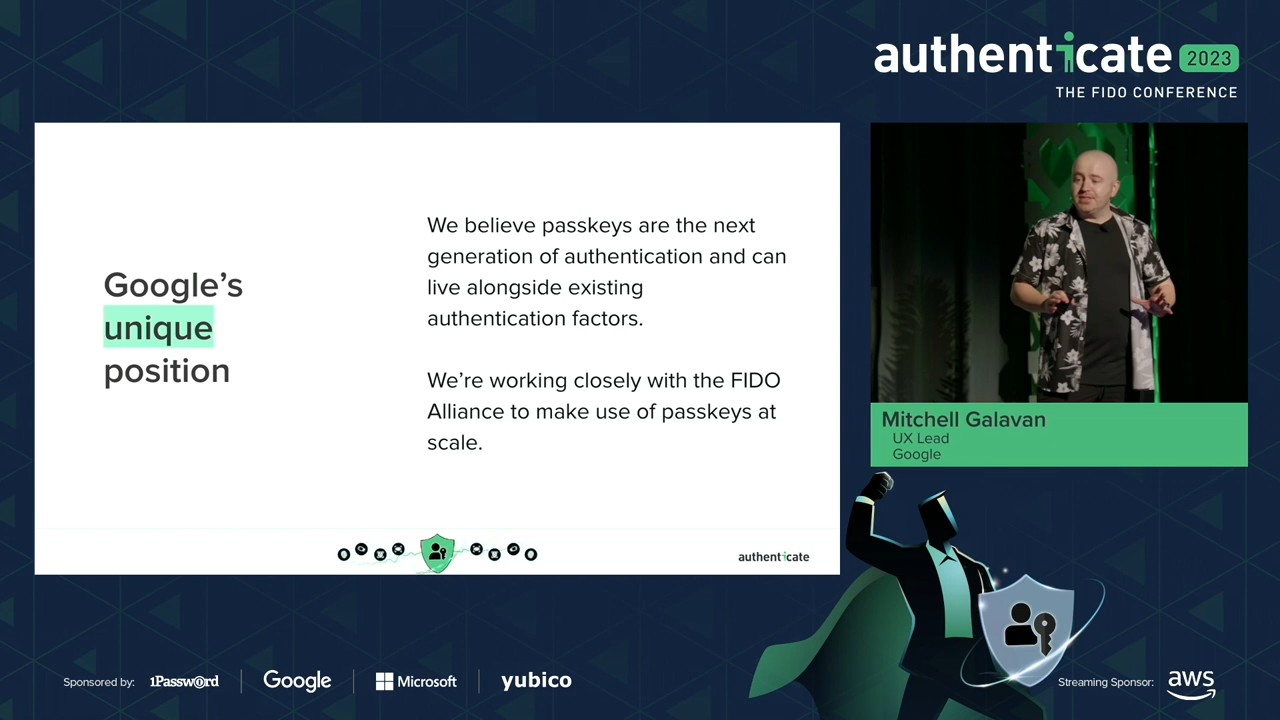 authenticate 2023
THE FIDO CONFERENCE
Google’s
unique
position
We believe passkeys are the next
generation of authentication and can
live alongside existing
authentication factors.
We’re working closely with the FIDO
Alliance to make use of passkeys at
scale.
authenticate
Mitchell Galavan
UX Lead
Google
Sponsored by:
1Password
Google
Microsoft
yubico
Streaming Sponsor:
aws